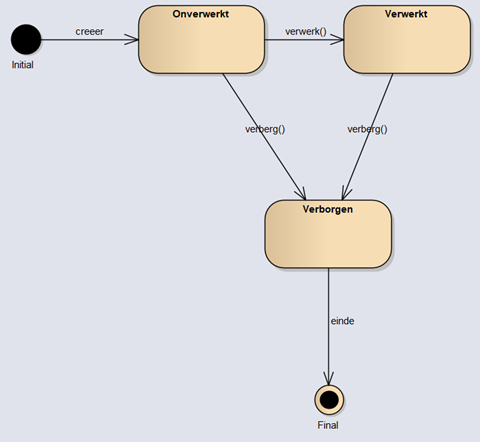 Onverwerkt
Verwerkt
creeer
verwerk()
Initial
verberg()
verberg()
Verborgen
einde
Final